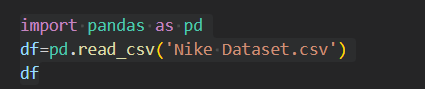 import pandas as pd
df=pd.read_csv('Nike Dataset.csv')
df